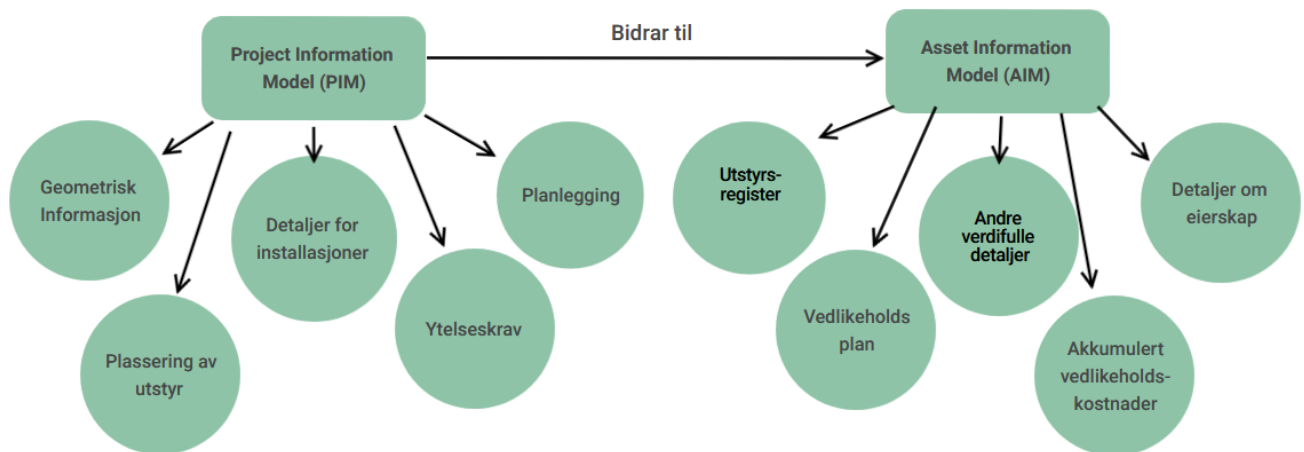 Project Information
Model (PIM)
Bidrar til
Asset Information
Model (AIM)
Geometrisk
Informasjon
Plassering av
utstyr
Detaljer for
installasjoner
Ytelseskrav
Planlegging
Utstyrs-
register
Vedlikeholds
plan
Andre
verdifulle
detaljer
Akkumulert
vedlikeholds-
kostnader
Detaljer om
eierskap